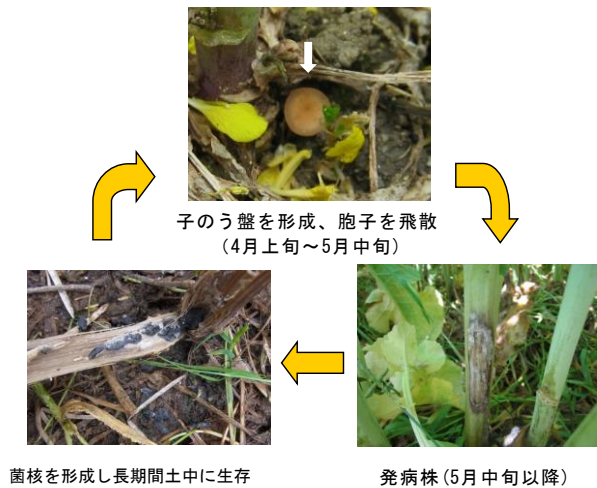 子のう盤を形成、胞子を飛散
(4月上旬～5月中旬)
発病株(5月中旬以降)
菌核を形成し長期間土中に生存